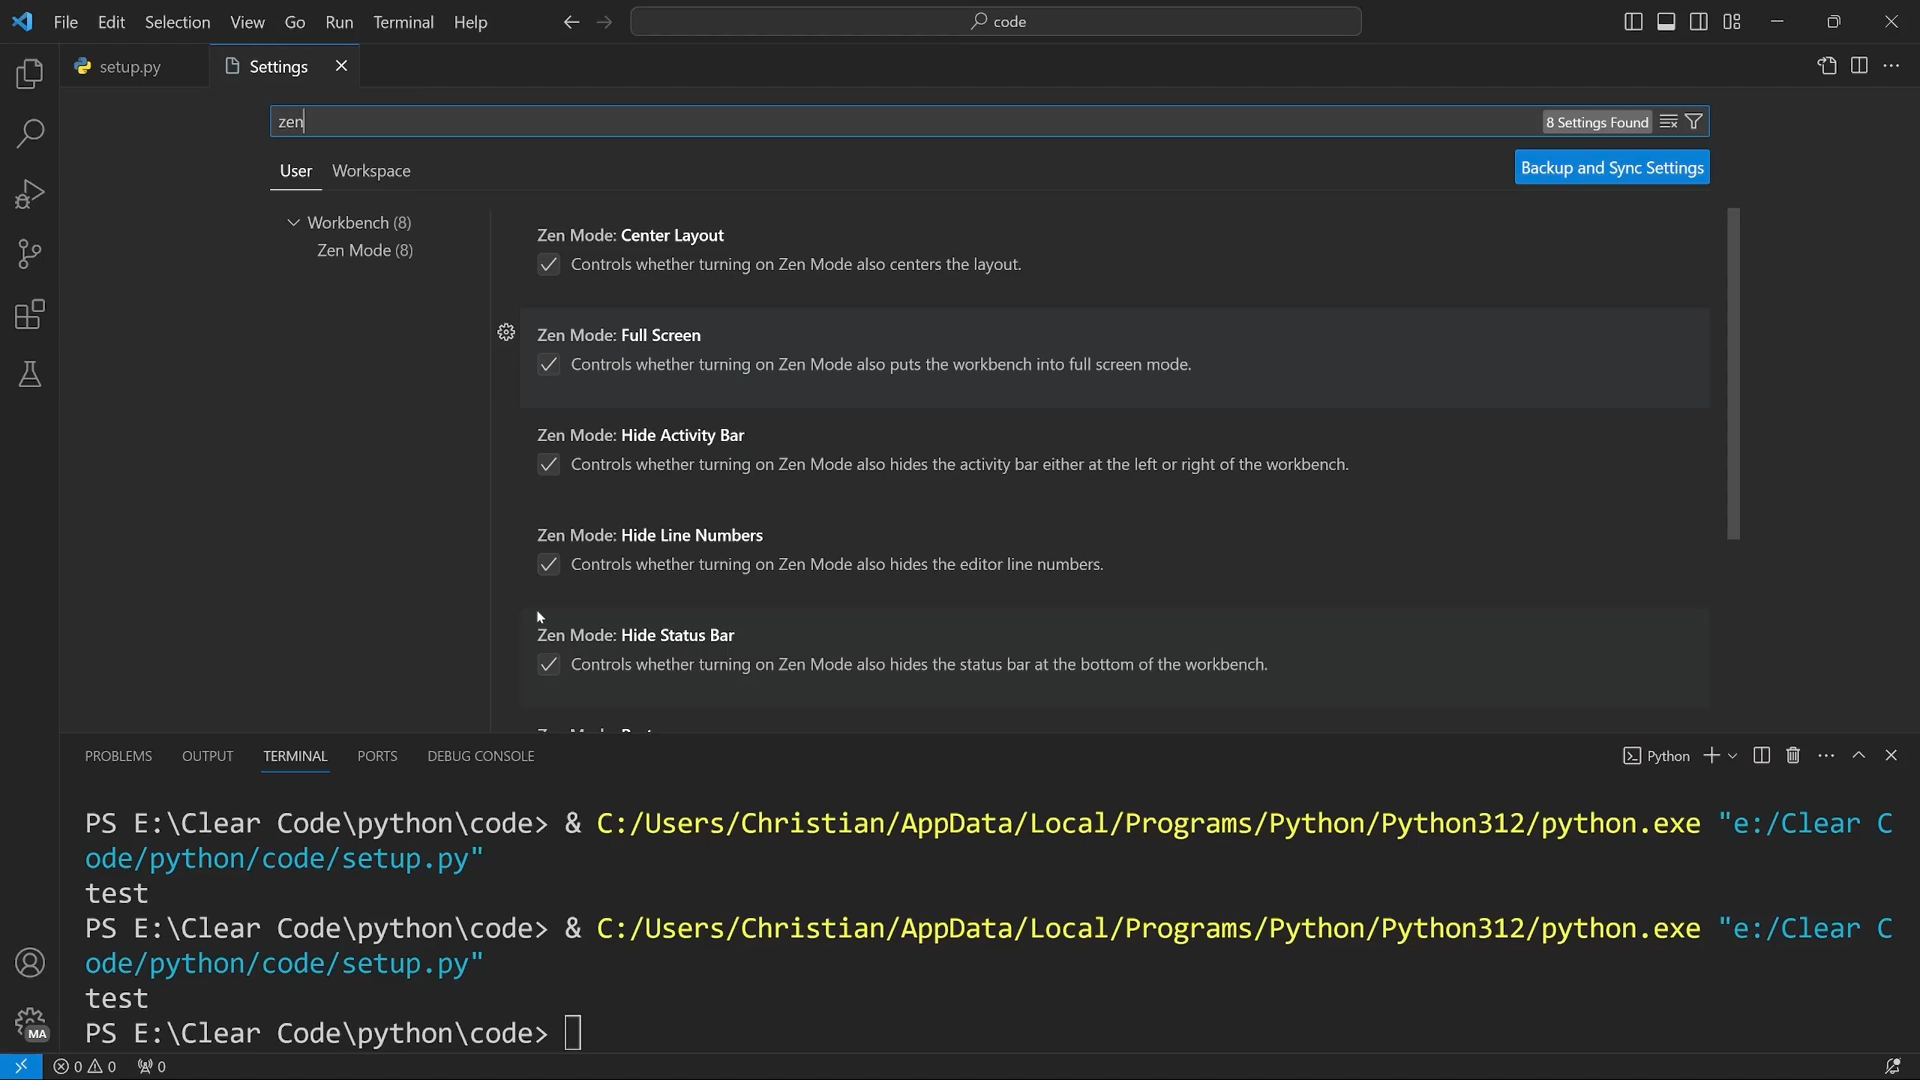 File Edit Selection View Go Run Terminal Help
code
setup.py
Settings
zen
8 Settings Found
User Workspace
Backup and Sync Settings
Workbench (8)
Zen Mode (8)
Zen Mode: Center Layout
Controls whether turning on Zen Mode also centers the layout.
Zen Mode: Full Screen
Controls whether turning on Zen Mode also puts the workbench into full screen mode.
Zen Mode: Hide Activity Bar
Controls whether turning on Zen Mode also hides the activity bar either at the left or right of the workbench.
Zen Mode: Hide Line Numbers
Controls whether turning on Zen Mode also hides the editor line numbers.
Zen Mode: Hide Status Bar
Controls whether turning on Zen Mode also hides the status bar at the bottom of the workbench.
PROBLEMS OUTPUT TERMINAL PORTS DEBUG CONSOLE
Python
PS E:\Clear Code\python\code> & C:/Users/Christian/AppData/Local/Programs/Python/Python312/python.exe "e:/Clear C
ode/python/code/setup.py"
test
PS E:\Clear Code\python\code> & C:/Users/Christian/AppData/Local/Programs/Python/Python312/python.exe "e:/Clear C
ode/python/code/setup.py"
test
PS E:\Clear Code\python\code>
MA
0 0 0